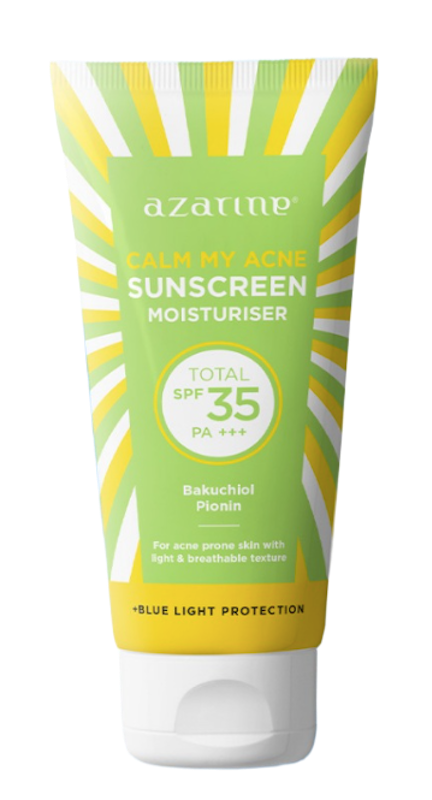 azarine®
CALM MY ACNE
SUNSCREEN
MOISTURISER
TOTAL
SPF 35
PA +++
Bakuchiol
Pionin
For acne prone skin with
light & breathable texture
+BLUE LIGHT PROTECTION